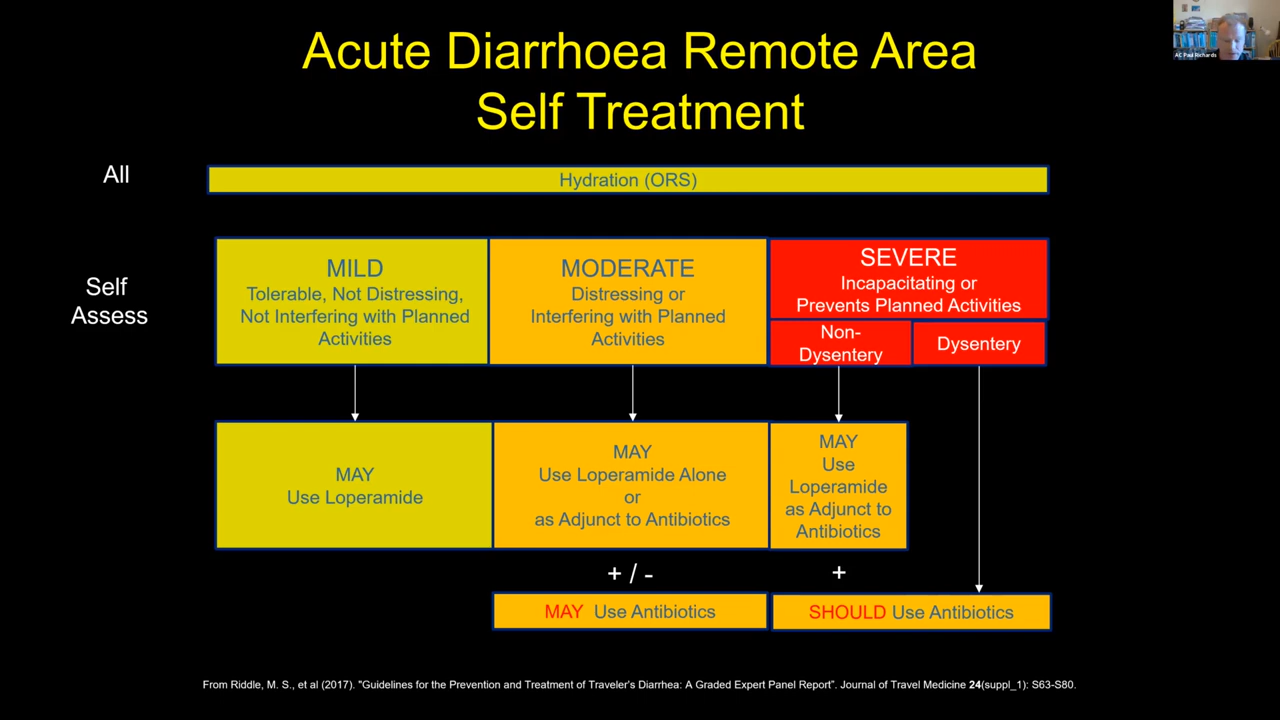 Acute Diarrhoea Remote Area
Self Treatment
AC Paul Richards
All
Hydration (ORS)
Self
Assess
MILD
Tolerable, Not Distressing,
Not Interfering with Planned
Activities
MODERATE
Distressing or
Interfering with Planned
Activities
SEVERE
Incapacitating or
Prevents Planned Activities
Non-
Dysentery
Dysentery
MAY
Use Loperamide
MAY
Use Loperamide Alone
or
as Adjunct to Antibiotics
MAY
Use
Loperamide
as Adjunct to
Antibiotics
+ / -
+
MAY Use Antibiotics
SHOULD Use Antibiotics
From Riddle, M. S., et al (2017). "Guidelines for the Prevention and Treatment of Traveler's Diarrhea: A Graded Expert Panel Report". Journal of Travel Medicine 24(suppl_1): S63-S80.